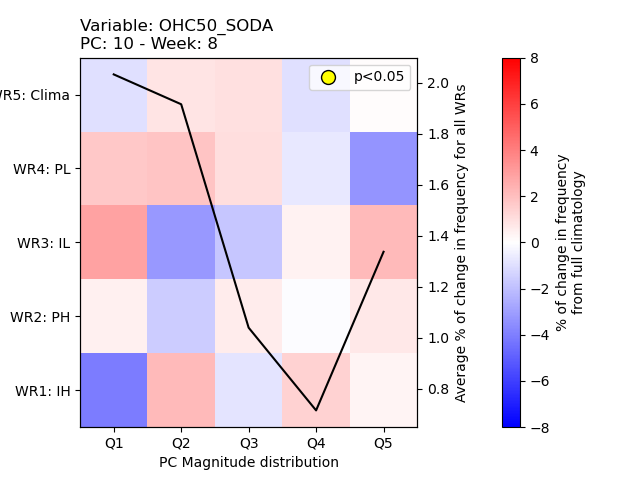 Variable: OHC50_SODA
PC: 10 - Week: 8
p<0.05
WR5: Clima
WR4: PL
WR3: IL
WR2: PH
WR1: IH
Q1 Q2 Q3 Q4 Q5
PC Magnitude distribution
2.0
1.8
1.6
1.4
1.2
1.0
0.8
Average % of change in frequency for all WRs
8
6
4
2
0
−2
−4
−6
−8
% of change in frequency
from full climatology